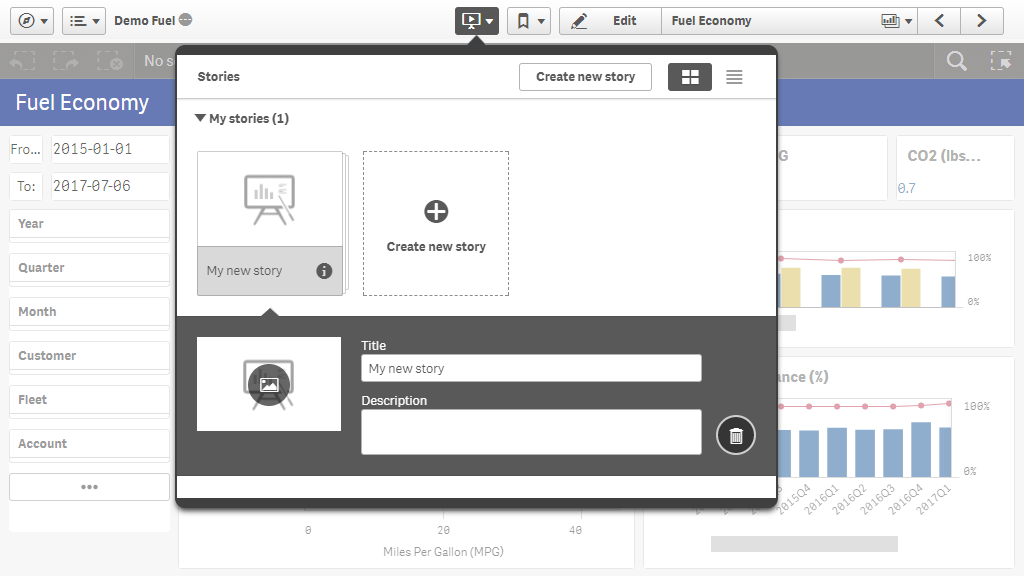 Demo Fuel
Edit
Fuel Economy
No s
Fuel Economy
From...
2015-01-01
To:
2017-07-06
Year
Quarter
Month
Customer
Fleet
Account
Stories
Create new story
My stories (1)
My new story
Create new story
Title
My new story
Description
G
CO2 (lbs...
0.7
100%
0%
nce (%)
100%
0%
2015Q4
2016Q1
2016Q2
2016Q3
2016Q4
2017Q1
0
20
40
Miles Per Gallon (MPG)